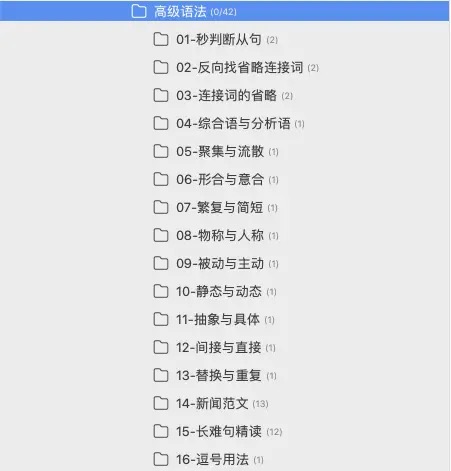 高级语法 (0/42)
01-秒判断从句 (2)
02-反向找省略连接词 (2)
03-连接词的省略 (2)
04-综合语与分析语 (1)
05-聚集与流散 (1)
06-形合与意合 (1)
07-繁复与简短 (1)
08-物称与人称 (1)
09-被动与主动 (1)
10-静态与动态 (1)
11-抽象与具体 (1)
12-间接与直接 (1)
13-替换与重复 (1)
14-新闻范文 (13)
15-长难句精读 (12)
16-逗号用法 (1)